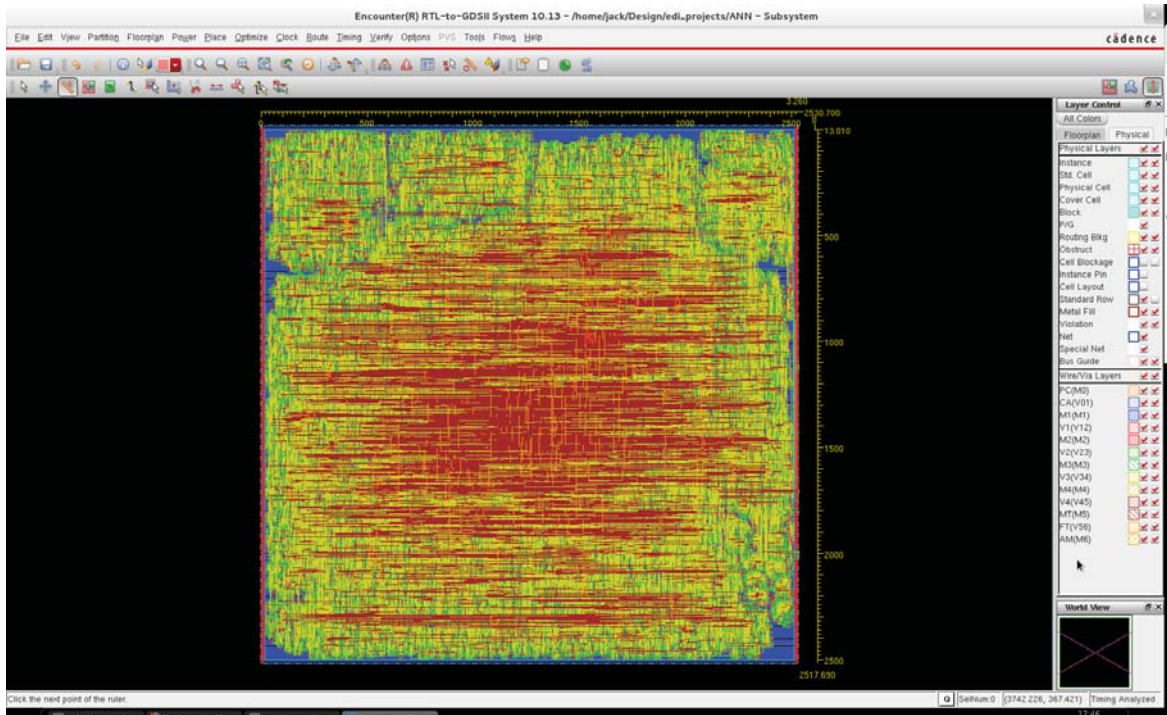 Encounter(R) RTL-to-GDSII System 10.13 - /home/jack/Design/edi_projects/ANN - Subsystem
File Edit View Partition Floorplan Power Place Optimize Clock Route Timing Verify Options PVS Tools Flows Help
cādence
3.260
2530.700
0 500 1000 1500 2000 2500
13.010
500
1000
1500
2000
2500
2517.690
Layer Control
All Colors
Floorplan Physical
Physical Layers
Instance
Std. Cell
Physical Cell
Cover Cell
Block
P/G
Routing Blkg
Obstruct
Cell Blockage
Instance Pin
Cell Layout
Standard Row
Metal Fill
Violation
Net
Special Net
Bus Guide
Wire/Via Layers
PC(M0)
CA(V01)
M1(M1)
V1(V12)
M2(M2)
V2(V23)
M3(M3)
V3(V34)
M4(M4)
V4(V45)
MT(M5)
FT(V56)
AM(M6)
World View
Click the next point of the ruler.
Q SelNum:0 (3742.226, 367.421) Timing Analyzed
17:46